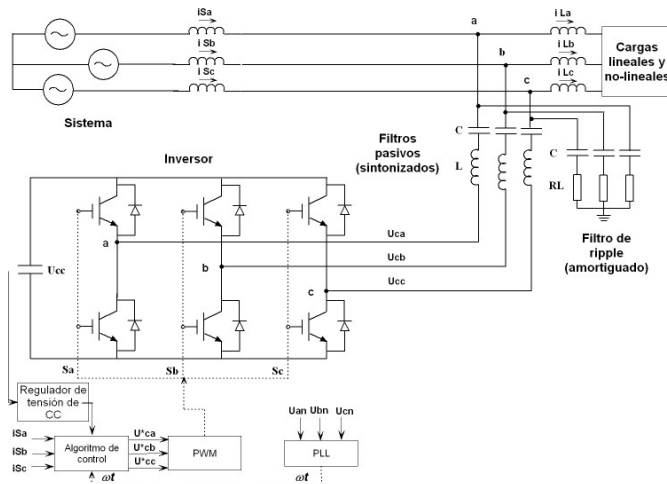 iSa
i Sb
i Sc
Sistema
a
b
c
i La
i Lb
i Lc
Cargas
lineales y
no-lineales
Filtros
pasivos
(sintonizados)
C
L
C
RL
Filtro de
ripple
(amortiguado)
Inversor
Ucc
a
b
c
Uca
Ucb
Ucc
Sa
Sb
Sc
Regulador de
tensión de
CC
iSa
iSb
iSc
Algoritmo de
control
ωt
U*ca
U*cb
U*cc
PWM
Uan
Ubn
Ucn
PLL
ωt